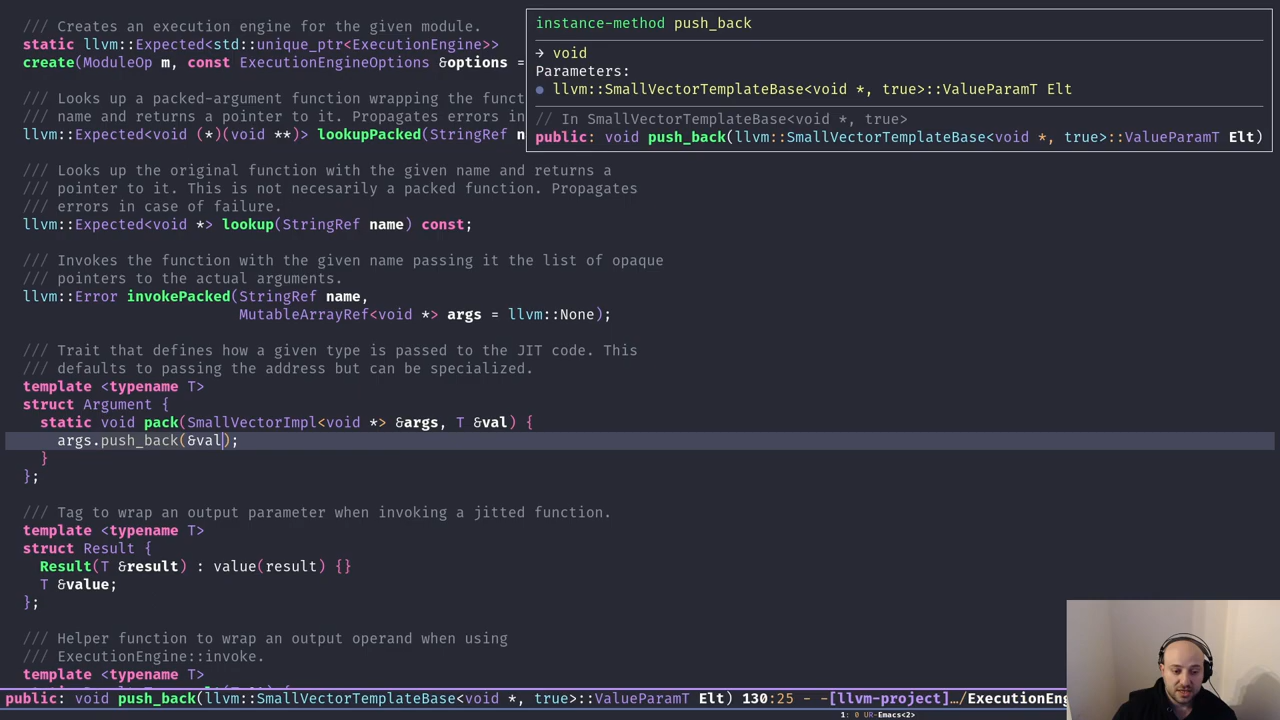 /// Creates an execution engine for the given module.
static llvm::Expected<std::unique_ptr<ExecutionEngine>>
create(ModuleOp m, const ExecutionEngineOptions &options =
/// Looks up a packed-argument function wrapping the funct
/// name and returns a pointer to it. Propagates errors in
llvm::Expected<void (*)(void **)> lookupPacked(StringRef n
instance-method push_back
→ void
Parameters:
● llvm::SmallVectorTemplateBase<void *, true>::ValueParamT Elt
// In SmallVectorTemplateBase<void *, true>
public: void push_back(llvm::SmallVectorTemplateBase<void *, true>::ValueParamT Elt)
/// Looks up the original function with the given name and returns a
/// pointer to it. This is not necesarily a packed function. Propagates
/// errors in case of failure.
llvm::Expected<void *> lookup(StringRef name) const;
/// Invokes the function with the given name passing it the list of opaque
/// pointers to the actual arguments.
llvm::Error invokePacked(StringRef name,
MutableArrayRef<void *> args = llvm::None);
/// Trait that defines how a given type is passed to the JIT code. This
/// defaults to passing the address but can be specialized.
template <typename T>
struct Argument {
static void pack(SmallVectorImpl<void *> &args, T &val) {
args.push_back(&val);
}
};
/// Tag to wrap an output parameter when invoking a jitted function.
template <typename T>
struct Result {
Result(T &result) : value(result) {}
T &value;
};
/// Helper function to wrap an output operand when using
/// ExecutionEngine::invoke.
template <typename T>
public: void push_back(llvm::SmallVectorTemplateBase<void *, true>::ValueParamT Elt) 130:25 - -[llvm-project]…/ExecutionEng
1: 0 UR-Emacs<2>